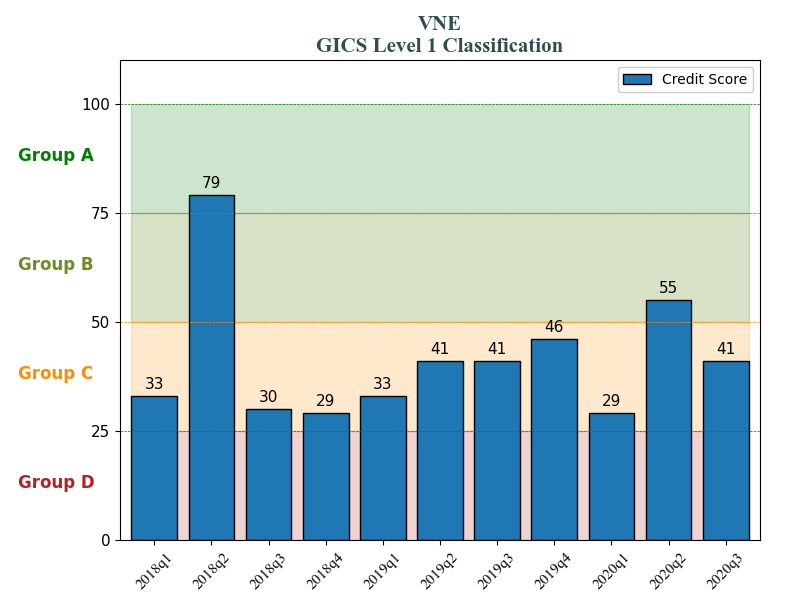 VNE
GICS Level 1 Classification
Credit Score
100
Group A
79
75
Group B
55
50
46
41
41
41
Group C
33
33
30
29
29
25
Group D
0
2018q1
2018q2
2018q3
2018q4
2019q1
2019q2
2019q3
2019q4
2020q1
2020q2
2020q3